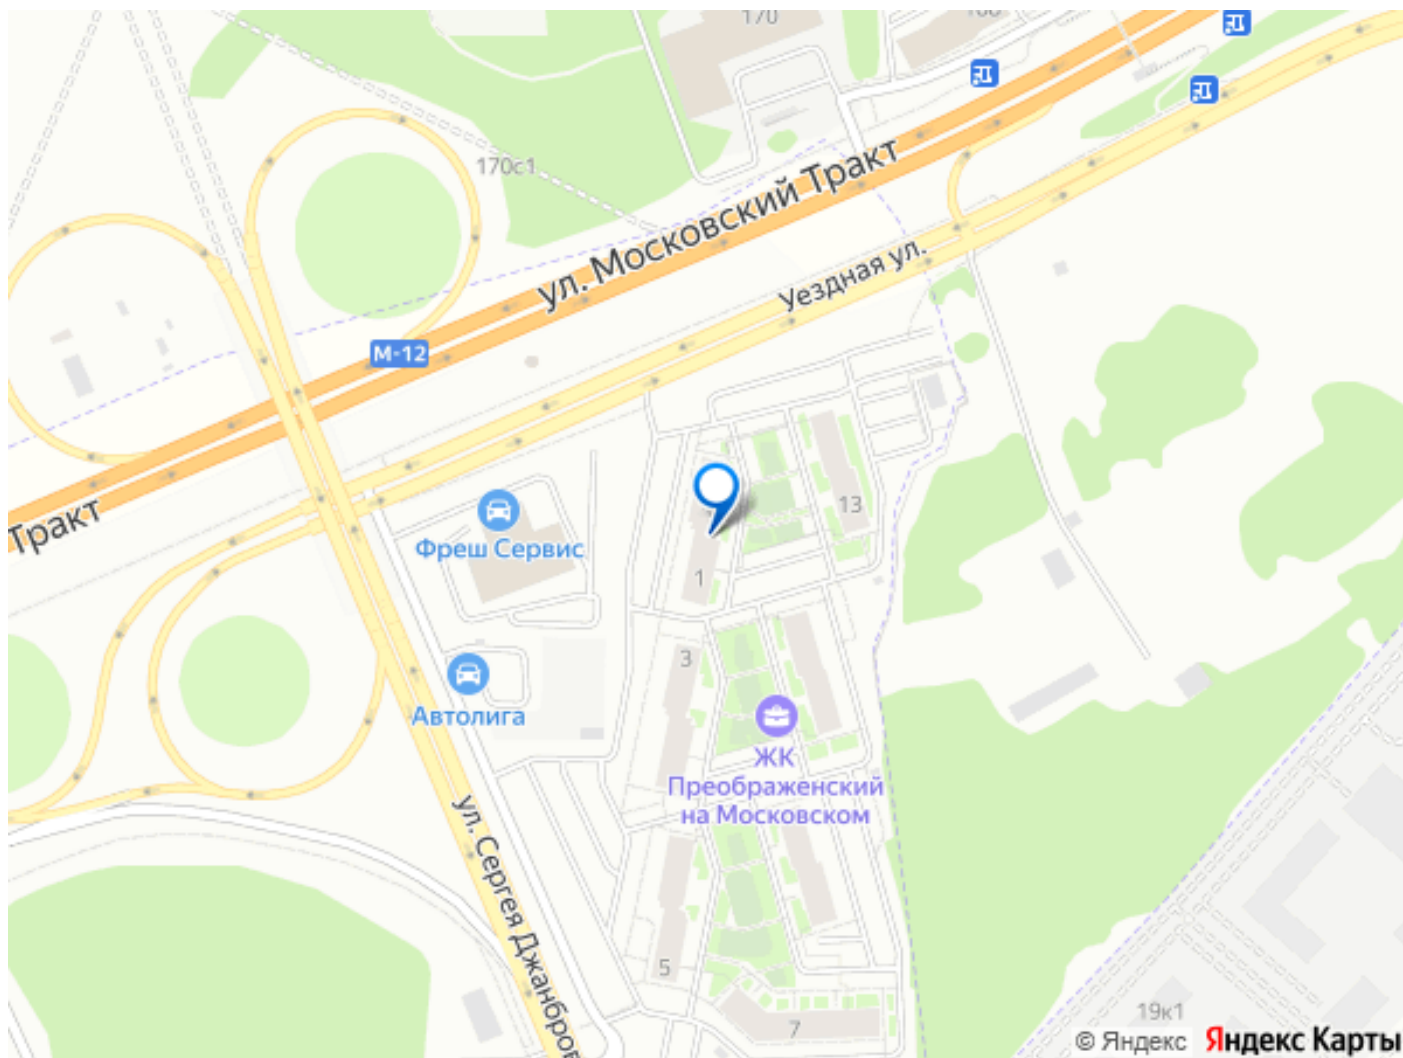 170
170с1
ул. Московский Тракт
Уездная ул.
М-12
Тракт
13
Фреш Сервис
1
3
Автолига
ЖК
Преображенский
на Московском
ул. Сергея Джанбров
5
7
19к1
© Яндекс Яндекс Карты